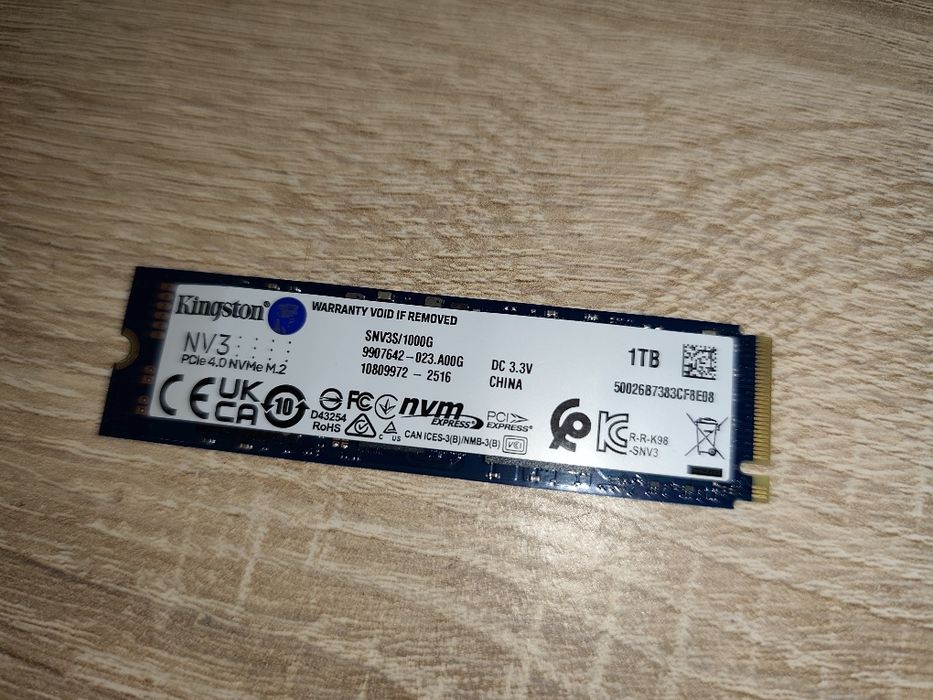 Kingston®
WARRANTY VOID IF REMOVED
NV3
PCIe 4.0 NVMe M.2
SNV3S/1000G
9907642-023.A00G
10809972 - 2516
DC 3.3V
CHINA
1TB
50026B7383CF8E08
CE UK CA 10
D43254
RoHS
FC
nvm EXPRESS®
PCI EXPRESS®
C US CAN ICES-3(B)/NMB-3(B)
VCI
R-R-K98
-SNV3